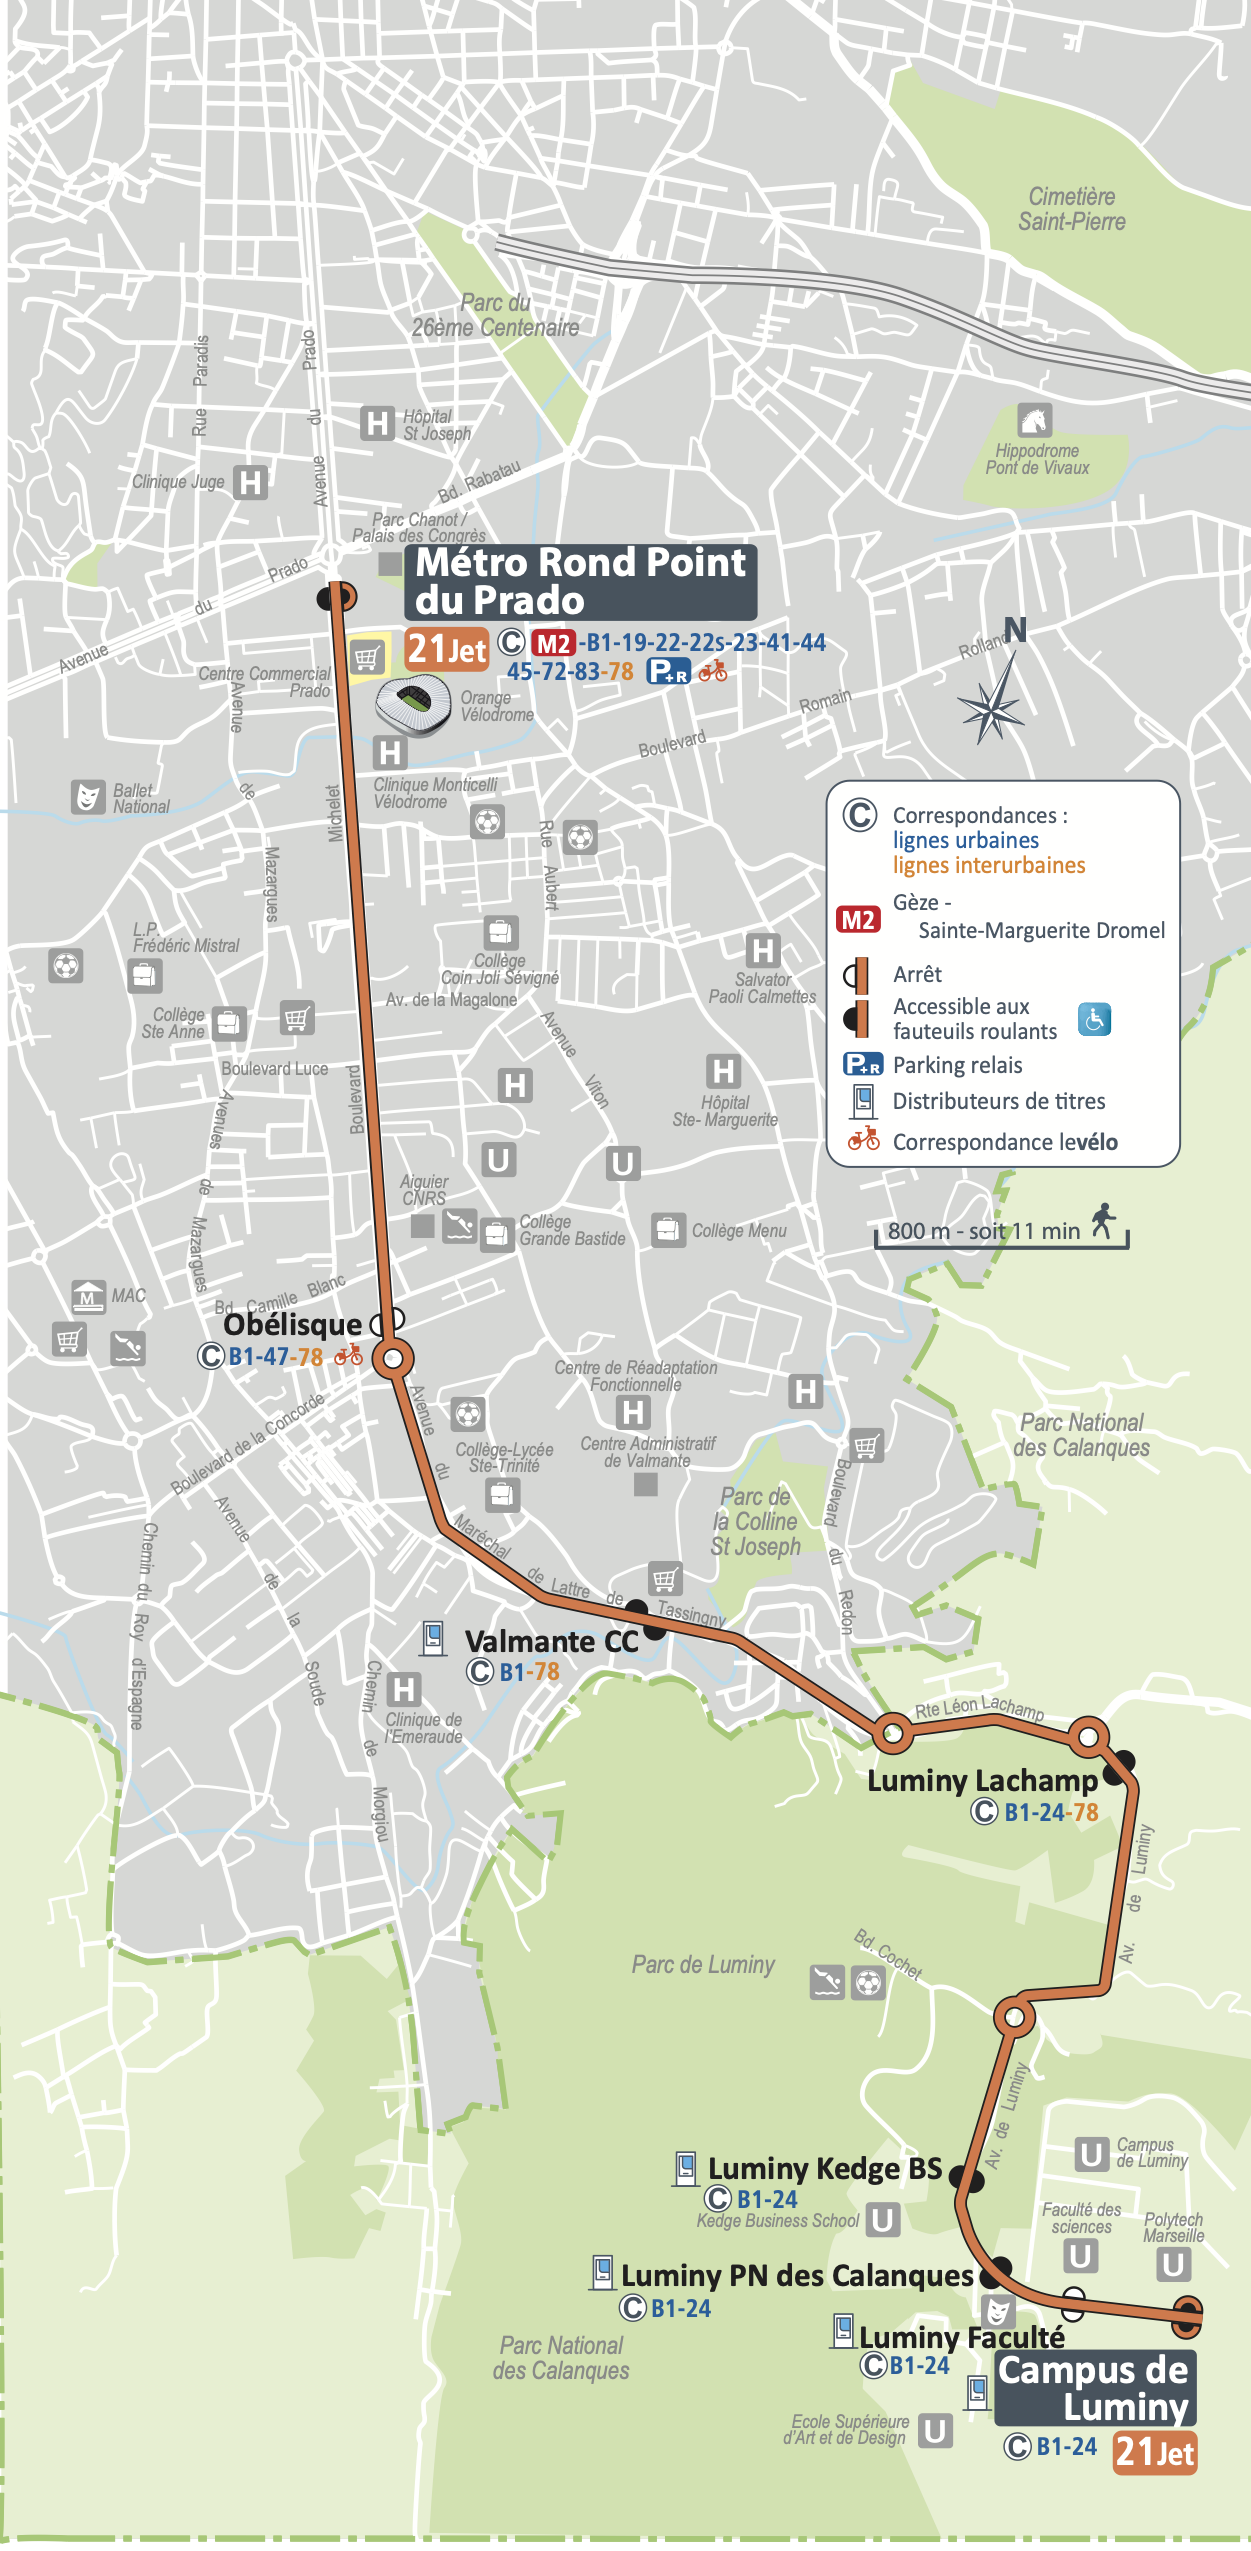 Cimetière
Saint-Pierre
Parc du
26ème Centenaire
Rue Paradis
Avenue du Prado
Hôpital
St Joseph
Hippodrome
Pont de Vivaux
Clinique Juge
H
H
Bd. Rabatau
Parc Chanot /
Palais des Congrès
Avenue du Prado
Métro Rond Point
du Prado
21Jet
C M2-B1-19-22-22s-23-41-44
45-72-83-78 P+R
Centre Commercial
Prado
Orange
Vélodrome
Boulevard Romain Rolland
N
H
Clinique Monticelli
Vélodrome
Ballet
National
Avenue de Mazargues
Boulevard Michelet
Rue Aubert
C
Correspondances :
lignes urbaines
lignes interurbaines
M2
Gèze -
Sainte-Marguerite Dromel
Arrêt
Accessible aux
fauteuils roulants
P+R
Parking relais
Distributeurs de titres
Correspondance levélo
L.P.
Frédéric Mistral
Collège
Coin Joli Sévigné
H
Salvator
Paoli Calmettes
Av. de la Magalone
Collège
Ste Anne
Boulevard Luce
Avenue Viton
H
H
Hôpital
Ste- Marguerite
Avenues de Mazargues
U
U
Aiguier
CNRS
Collège
Grande Bastide
Collège Menu
800 m - soit 11 min
M
MAC
Bd. Camille Blanc
Obélisque
C B1-47-78
Centre de Réadaptation
Fonctionnelle
H
H
Centre Administratif
de Valmante
Parc National
des Calanques
Boulevard de la Concorde
Collège-Lycée
Ste-Trinité
Avenue du Maréchal de Lattre de Tassingny
Parc de
la Colline
St Joseph
Boulevard du Redon
Chemin du Roy d'Espagne
Avenue de la Soude
Chemin de Morgiou
Valmante CC
C B1-78
H
Clinique de
l'Emeraude
Rte Léon Lachamp
Luminy Lachamp
C B1-24-78
Av. de Luminy
Parc de Luminy
Bd. Cochet
Av. de Luminy
U
Campus
de Luminy
Luminy Kedge BS
C B1-24
Kedge Business School
U
Faculté des
sciences
U
Polytech
Marseille
U
Luminy PN des Calanques
C B1-24
Luminy Faculté
C B1-24
Parc National
des Calanques
Campus de
Luminy
C B1-24
21Jet
Ecole Supérieure
d'Art et de Design
U